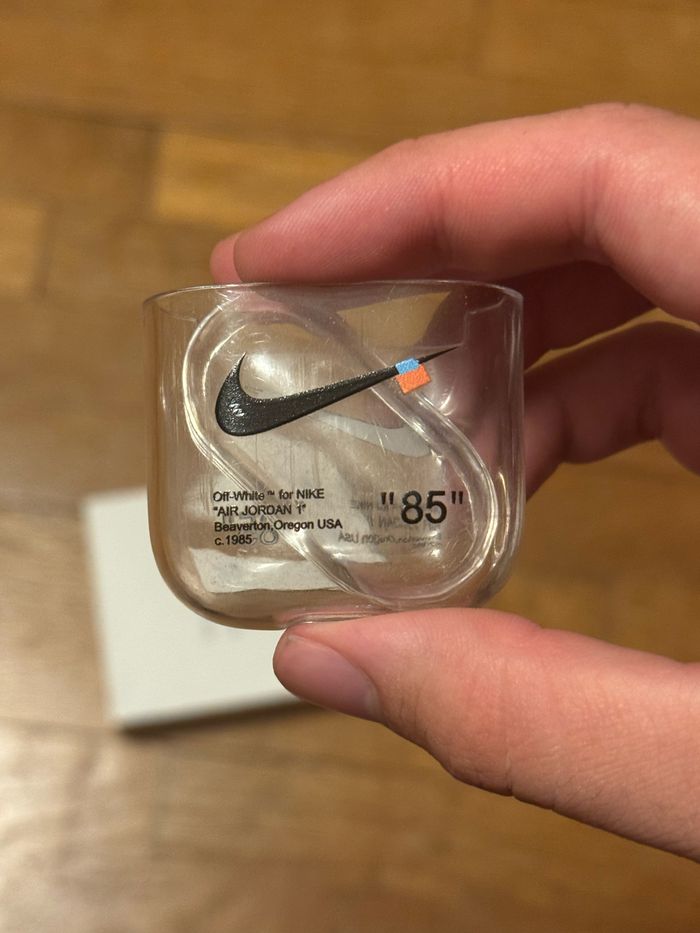 Off-White™ for NIKE
"AIR JORDAN 1"
Beaverton,Oregon USA
c.1985
"85"